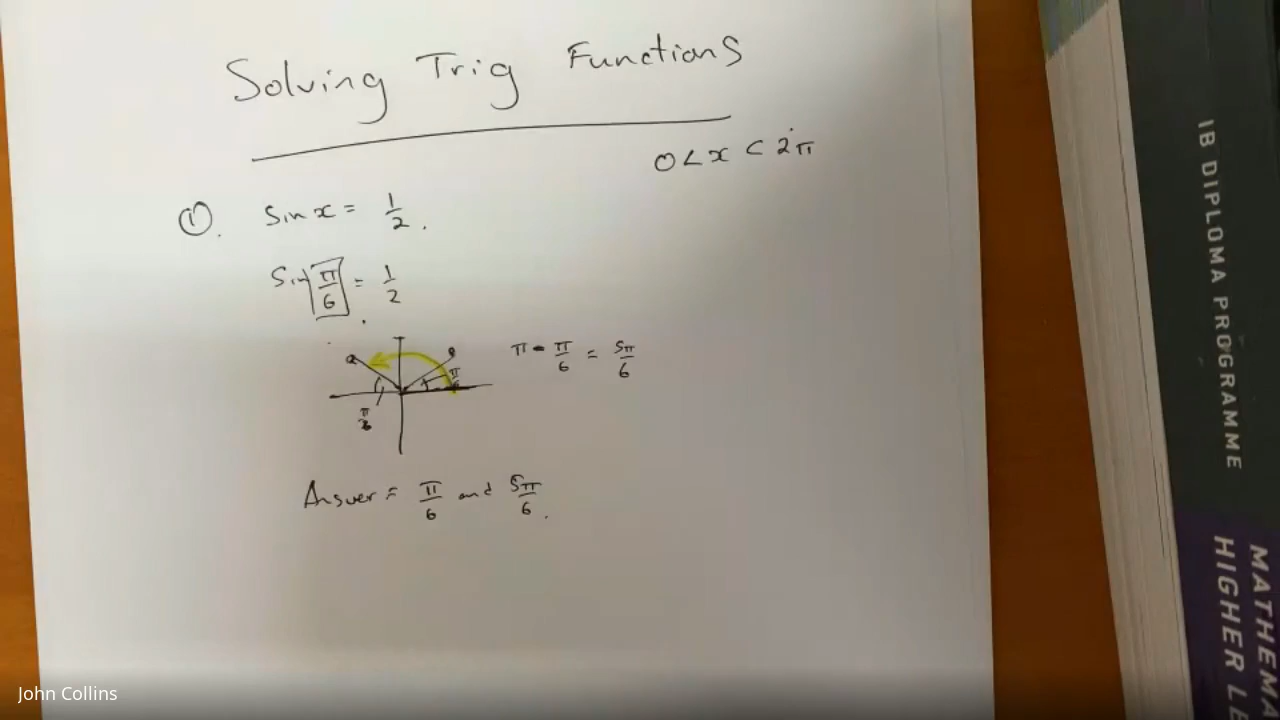 Solving Trig Functions
0 < x < 2π
①. sin x = 1/2.
sin π/6 = 1/2.
π - π/6 = 5π/6
π/6
Answer = π/6 and 5π/6.
IB DIPLOMA PROGRAMME
MATHEMA
HIGHER LE
John Collins